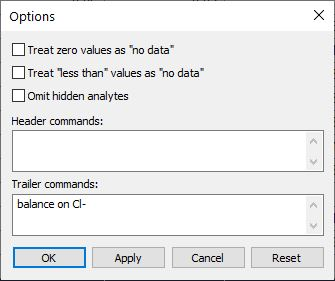 Options
Treat zero values as "no data"
Treat "less than" values as "no data"
Omit hidden analytes
Header commands:
Trailer commands:
balance on Cl-
OK Apply Cancel Reset